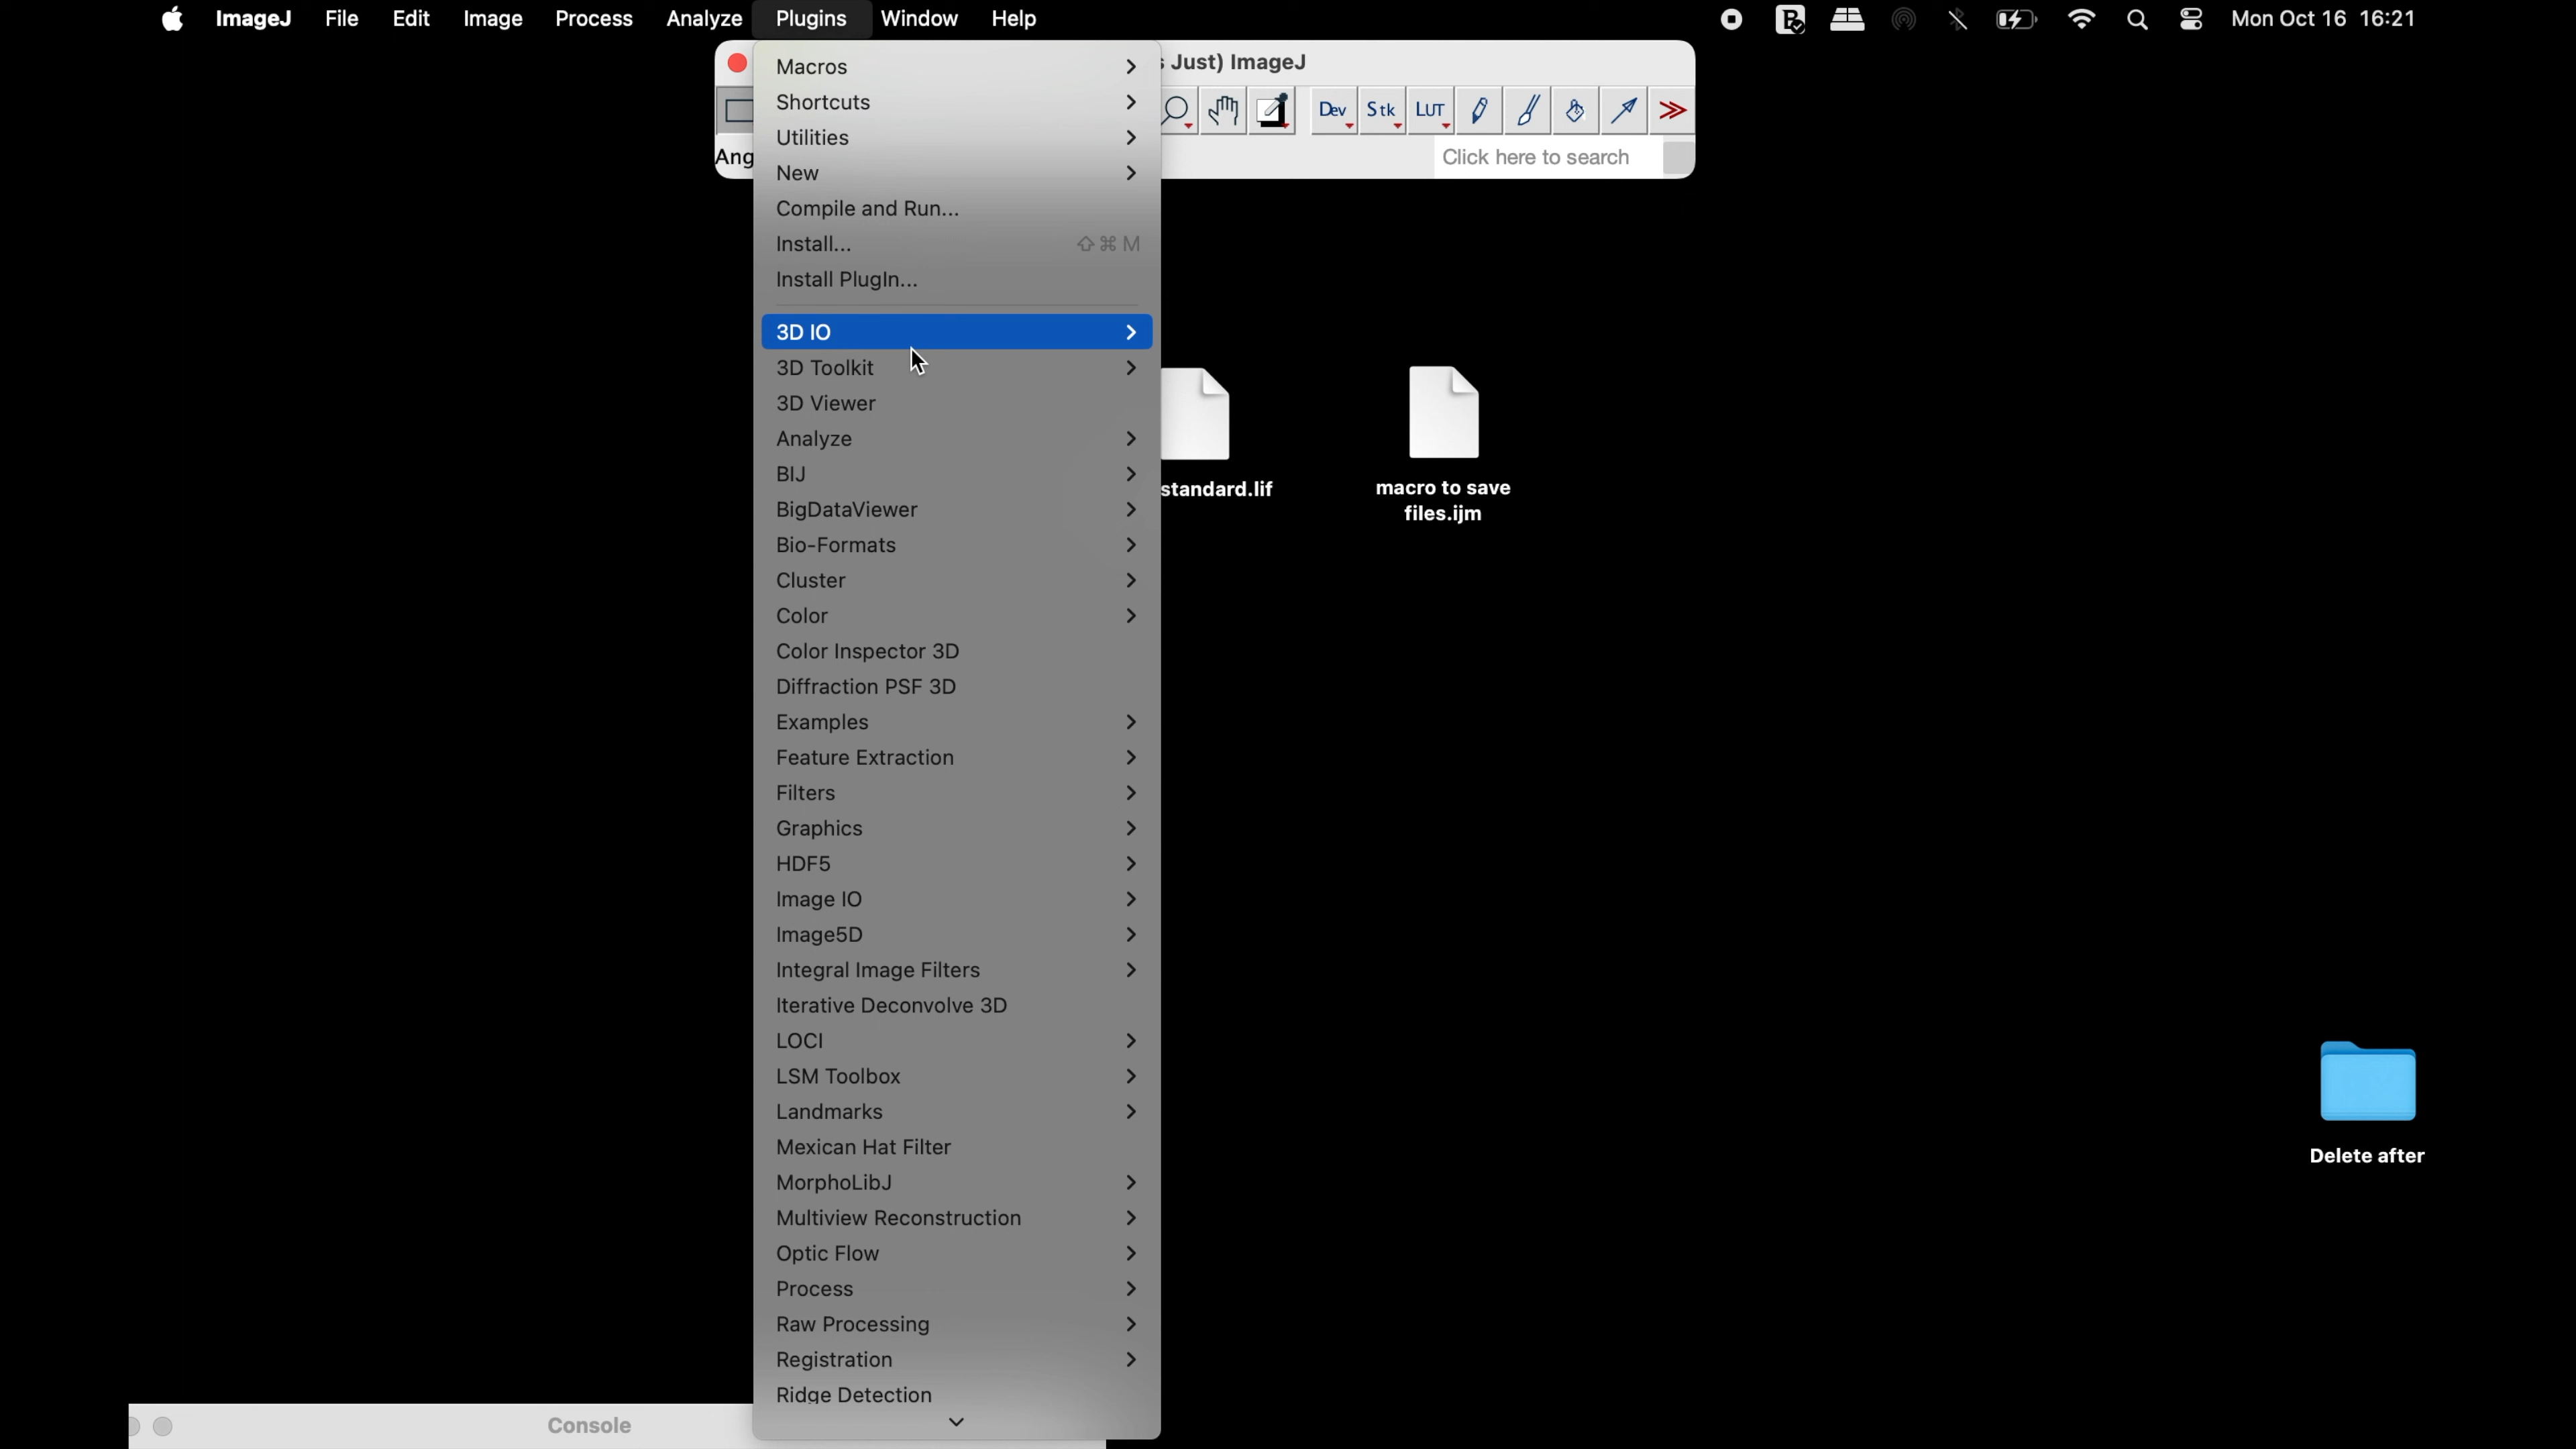 ImageJ File Edit Image Process Analyze Plugins Window Help Mon Oct 16 16:21
Just) ImageJ
Dev Stk LUT
Ang
Click here to search
Macros
Shortcuts
Utilities
New
Compile and Run...
Install... ⇧⌘M
Install PlugIn...
3D IO
3D Toolkit
3D Viewer
Analyze
BIJ
BigDataViewer
Bio-Formats
Cluster
Color
Color Inspector 3D
Diffraction PSF 3D
Examples
Feature Extraction
Filters
Graphics
HDF5
Image IO
Image5D
Integral Image Filters
Iterative Deconvolve 3D
LOCI
LSM Toolbox
Landmarks
Mexican Hat Filter
MorphoLibJ
Multiview Reconstruction
Optic Flow
Process
Raw Processing
Registration
Ridge Detection
standard.lif
macro to save
files.ijm
Delete after
Console